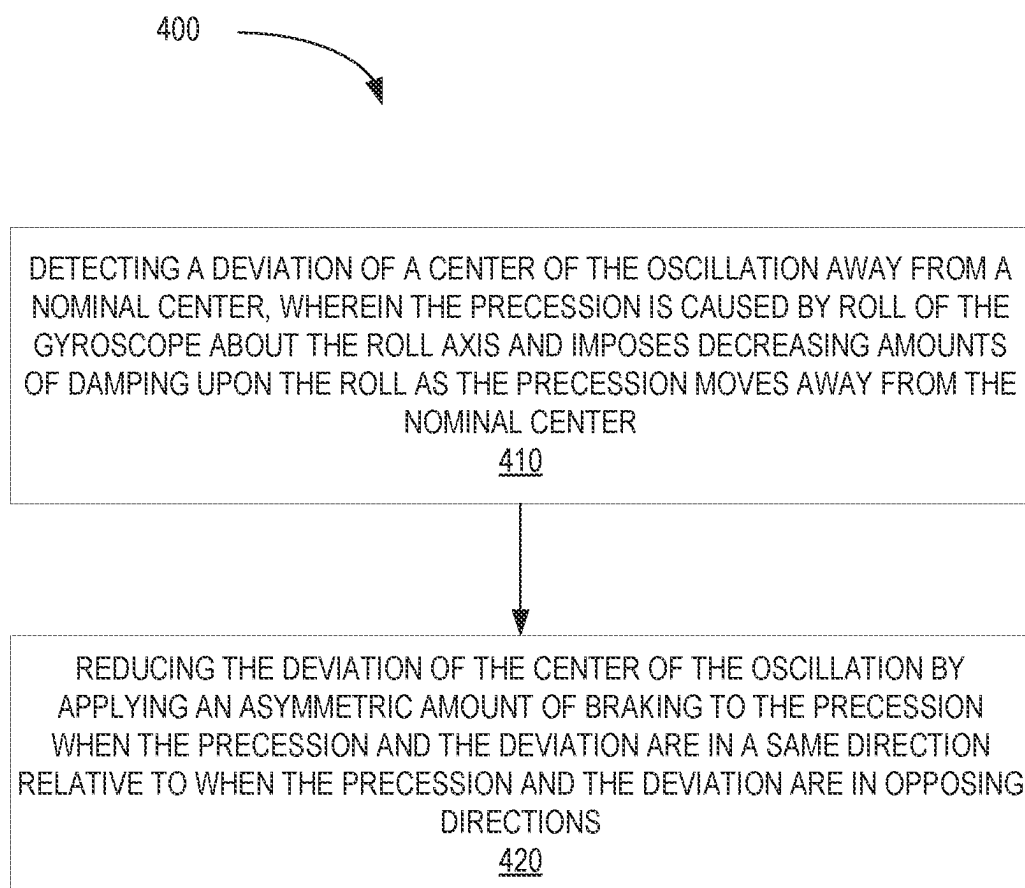 400
DETECTING A DEVIATION OF A CENTER OF THE OSCILLATION AWAY FROM A
NOMINAL CENTER, WHEREIN THE PRECESSION IS CAUSED BY ROLL OF THE
GYROSCOPE ABOUT THE ROLL AXIS AND IMPOSES DECREASING AMOUNTS
OF DAMPING UPON THE ROLL AS THE PRECESSION MOVES AWAY FROM THE
NOMINAL CENTER
410
REDUCING THE DEVIATION OF THE CENTER OF THE OSCILLATION BY
APPLYING AN ASYMMETRIC AMOUNT OF BRAKING TO THE PRECESSION
WHEN THE PRECESSION AND THE DEVIATION ARE IN A SAME DIRECTION
RELATIVE TO WHEN THE PRECESSION AND THE DEVIATION ARE IN OPPOSING
DIRECTIONS
420